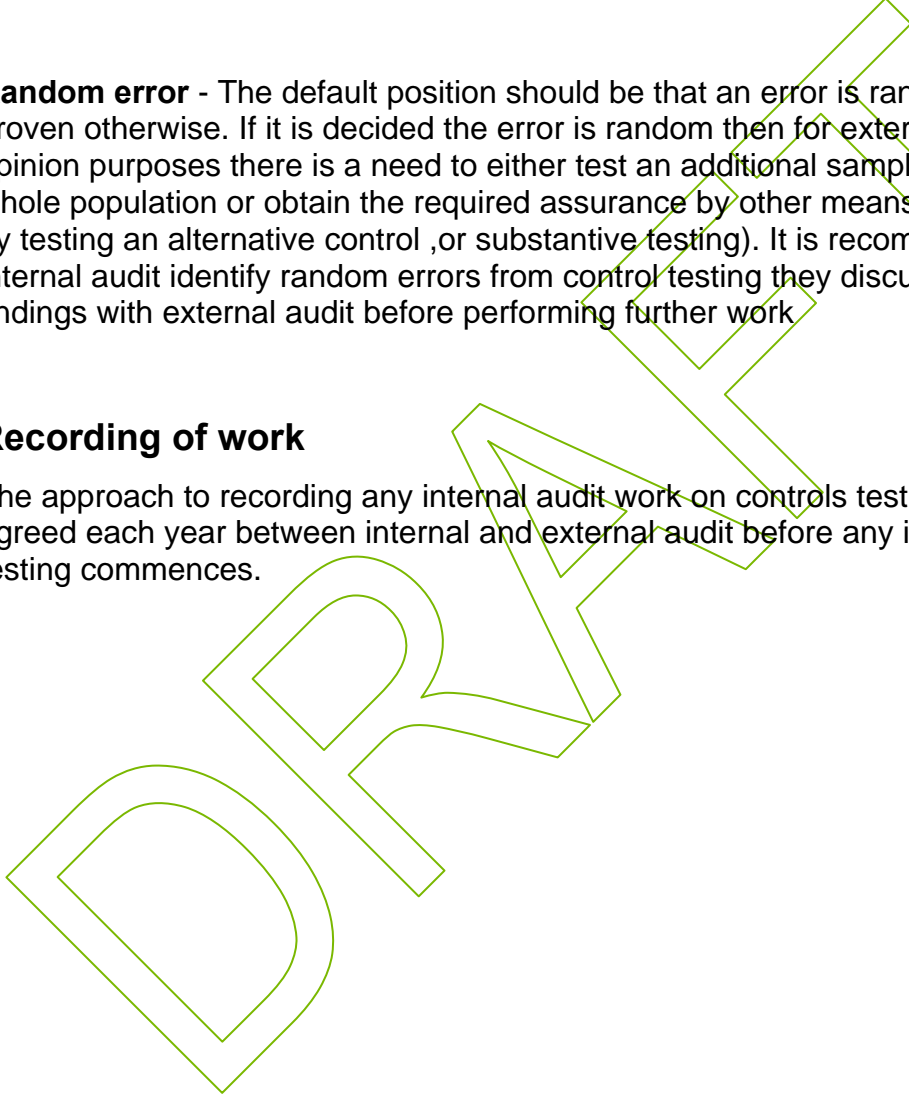 andom error - The default position should be that an error is ran
roven otherwise. If it is decided the error is random then for exter
pinion purposes there is a need to either test an additional sampl
hole population or obtain the required assurance by other means
y testing an alternative control ,or substantive testing). It is recom
nternal audit identify random errors from control testing they discu
ndings with external audit before performing further work
Recording of work
he approach to recording any internal audit work on controls test
greed each year between internal and external audit before any i
esting commences.
DRAFT